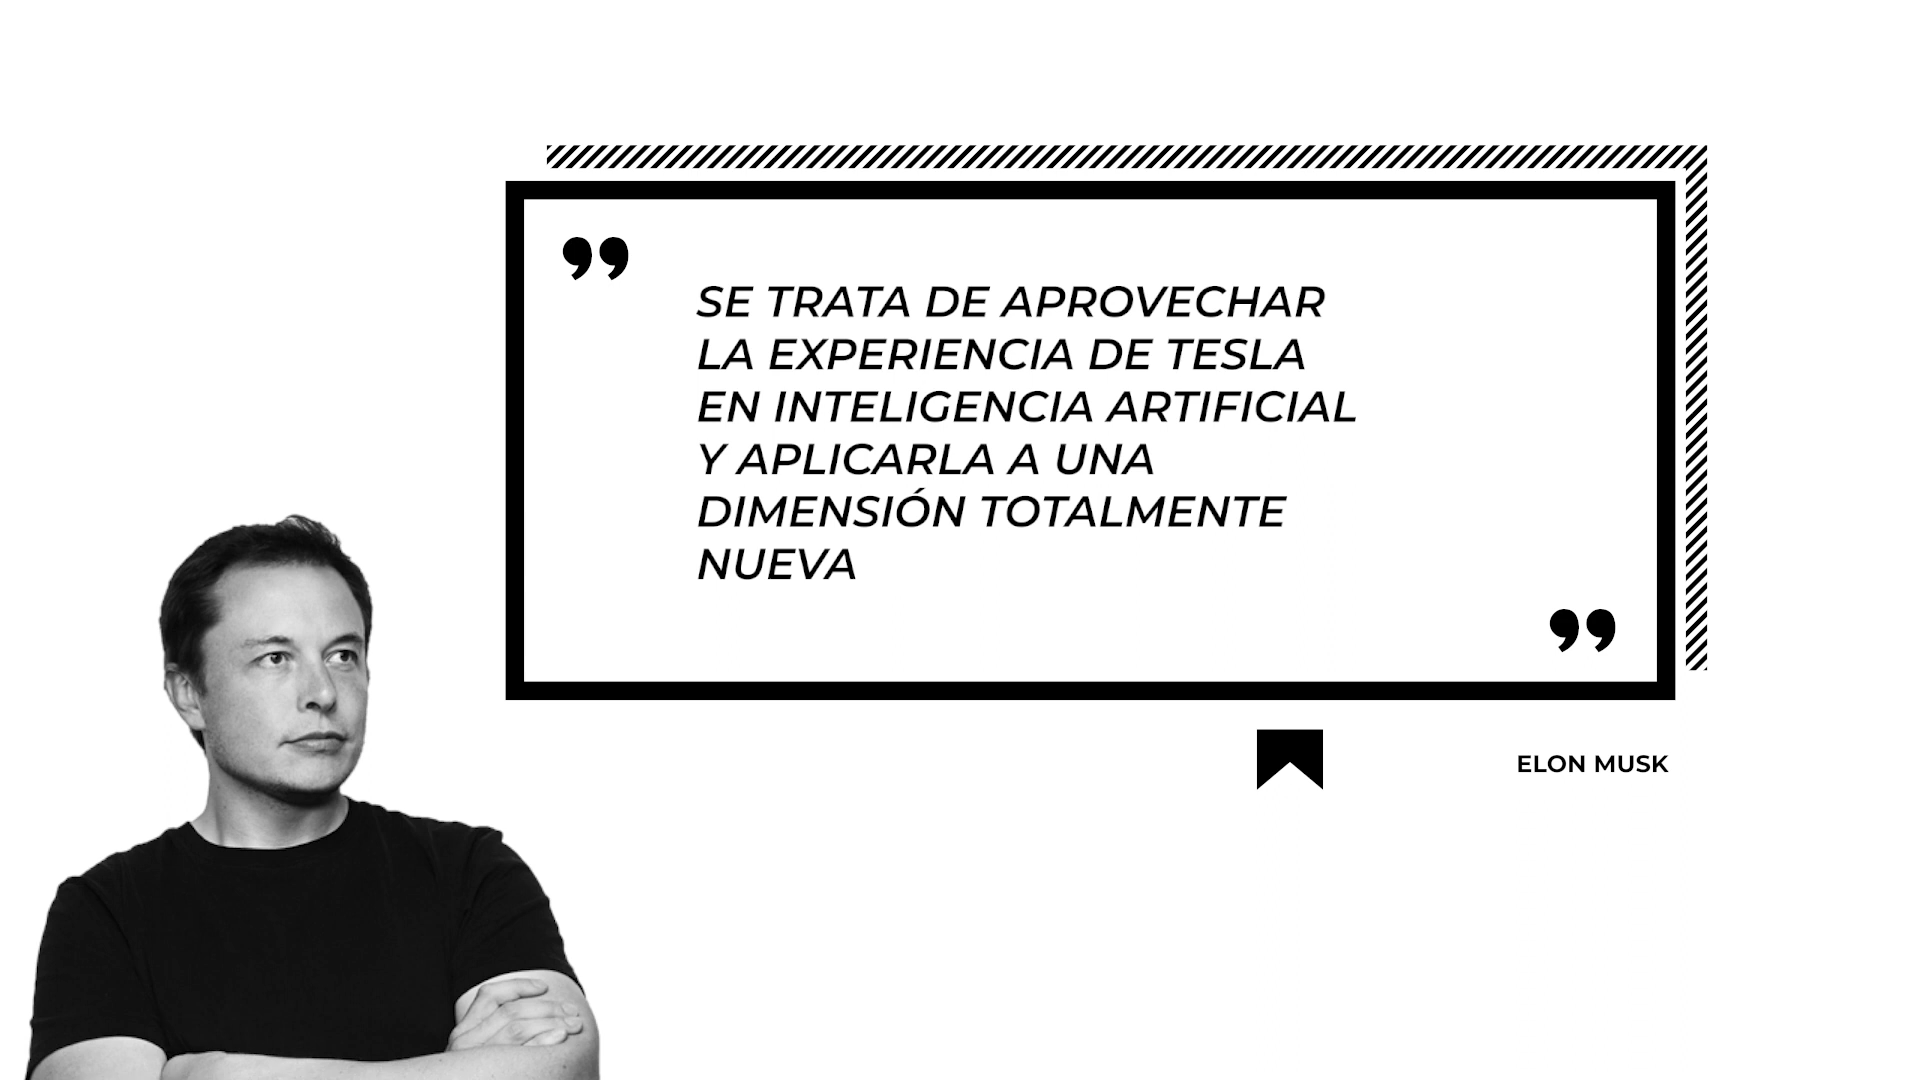 ”
SE TRATA DE APROVECHAR
LA EXPERIENCIA DE TESLA
EN INTELIGENCIA ARTIFICIAL
Y APLICARLA A UNA
DIMENSIÓN TOTALMENTE
NUEVA
”
ELON MUSK